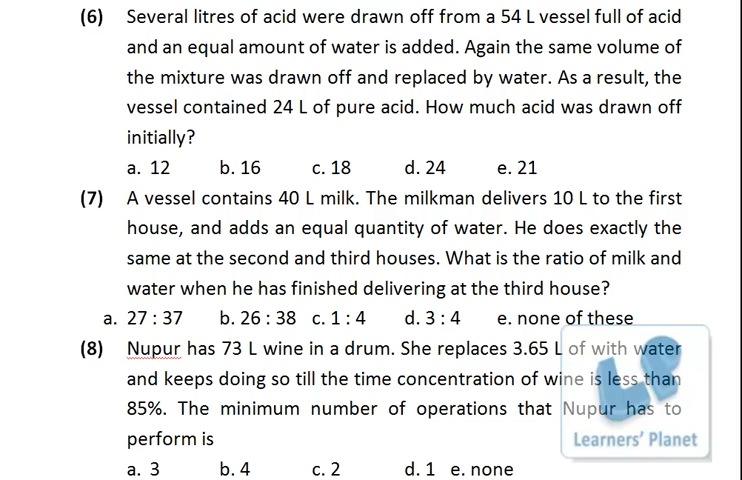 (6) Several litres of acid were drawn off from a 54 L vessel full of acid
and an equal amount of water is added. Again the same volume of
the mixture was drawn off and replaced by water. As a result, the
vessel contained 24 L of pure acid. How much acid was drawn off
initially?
a. 12 b. 16 c. 18 d. 24 e. 21
(7) A vessel contains 40 L milk. The milkman delivers 10 L to the first
house, and adds an equal quantity of water. He does exactly the
same at the second and third houses. What is the ratio of milk and
water when he has finished delivering at the third house?
a. 27 : 37 b. 26 : 38 c. 1 : 4 d. 3 : 4 e. none of these
(8) Nupur has 73 L wine in a drum. She replaces 3.65 L of with water
and keeps doing so till the time concentration of wine is less than
85%. The minimum number of operations that Nupur has to
perform is
a. 3 b. 4 c. 2 d. 1 e. none
LP
Learners' Planet